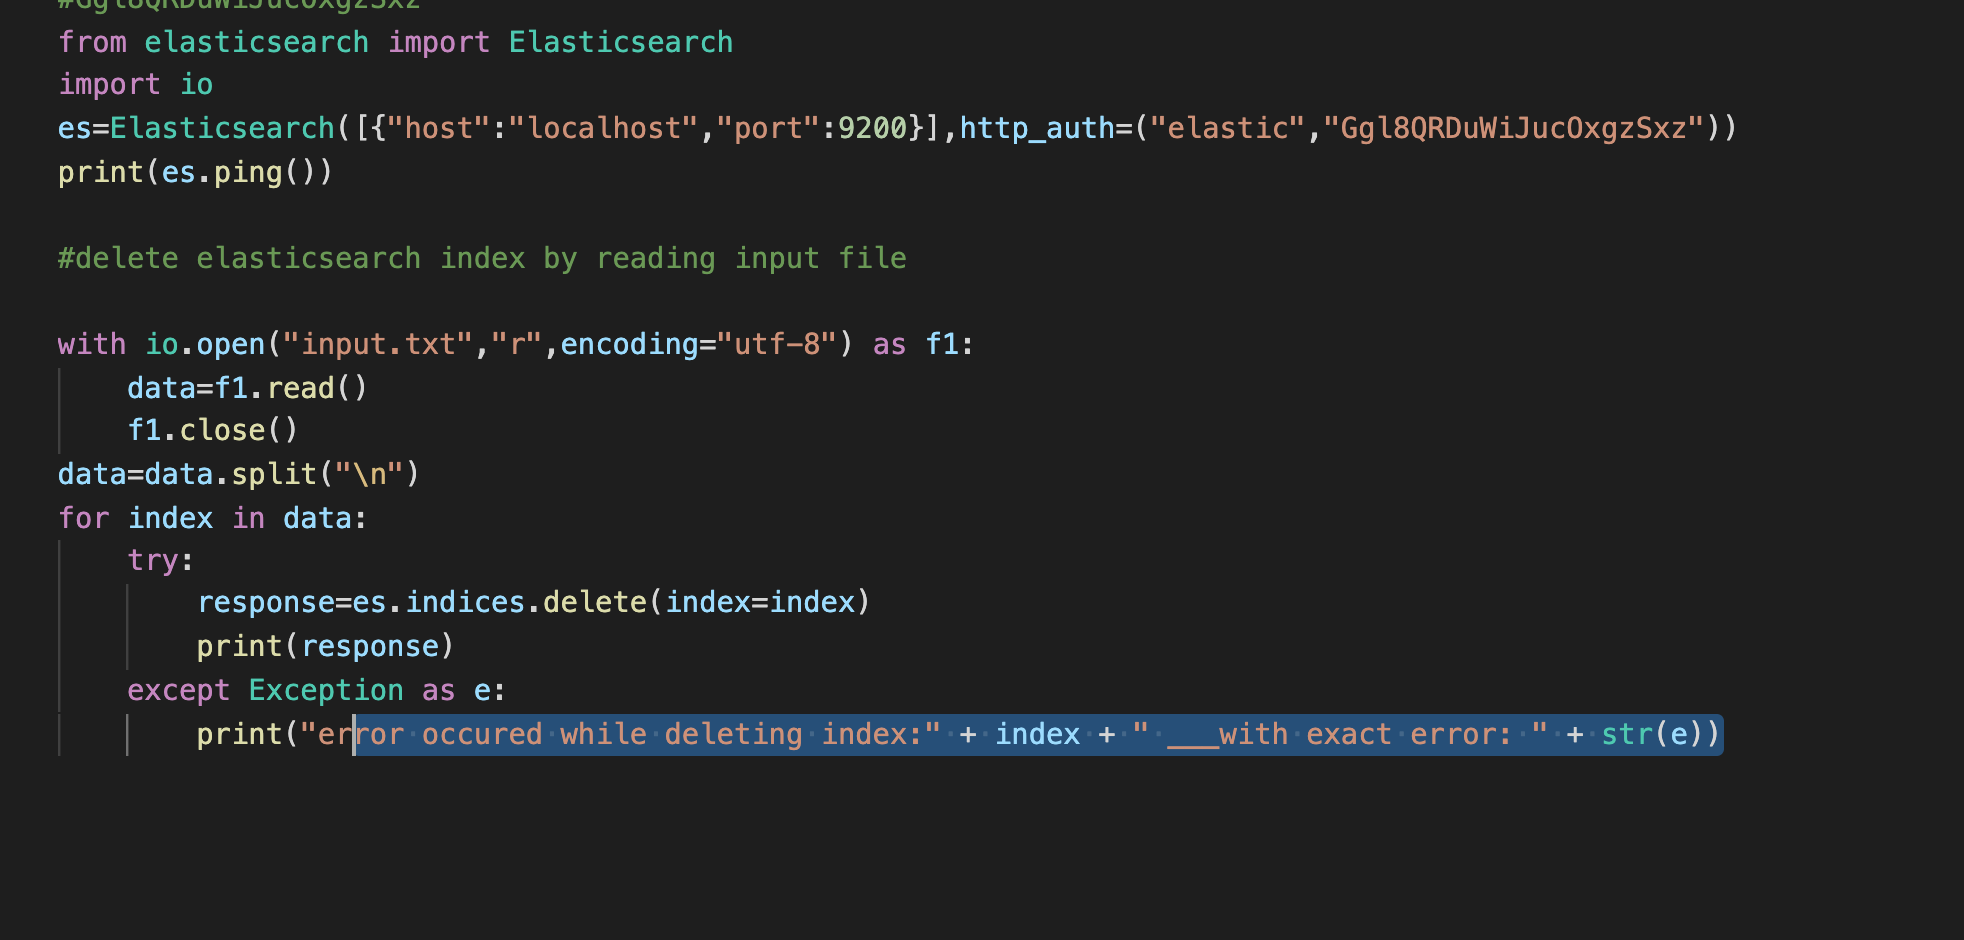 #Ggl8QRDuWiJucOxgzSxz
from elasticsearch import Elasticsearch
import io
es=Elasticsearch([{"host":"localhost","port":9200}],http_auth=("elastic","Ggl8QRDuWiJucOxgzSxz"))
print(es.ping())
#delete elasticsearch index by reading input file
with io.open("input.txt","r",encoding="utf-8") as f1:
    data=f1.read()
    f1.close()
data=data.split("\n")
for index in data:
    try:
        response=es.indices.delete(index=index)
        print(response)
    except Exception as e:
        print("error occured while deleting index:" + index + " ___with exact error: " + str(e))